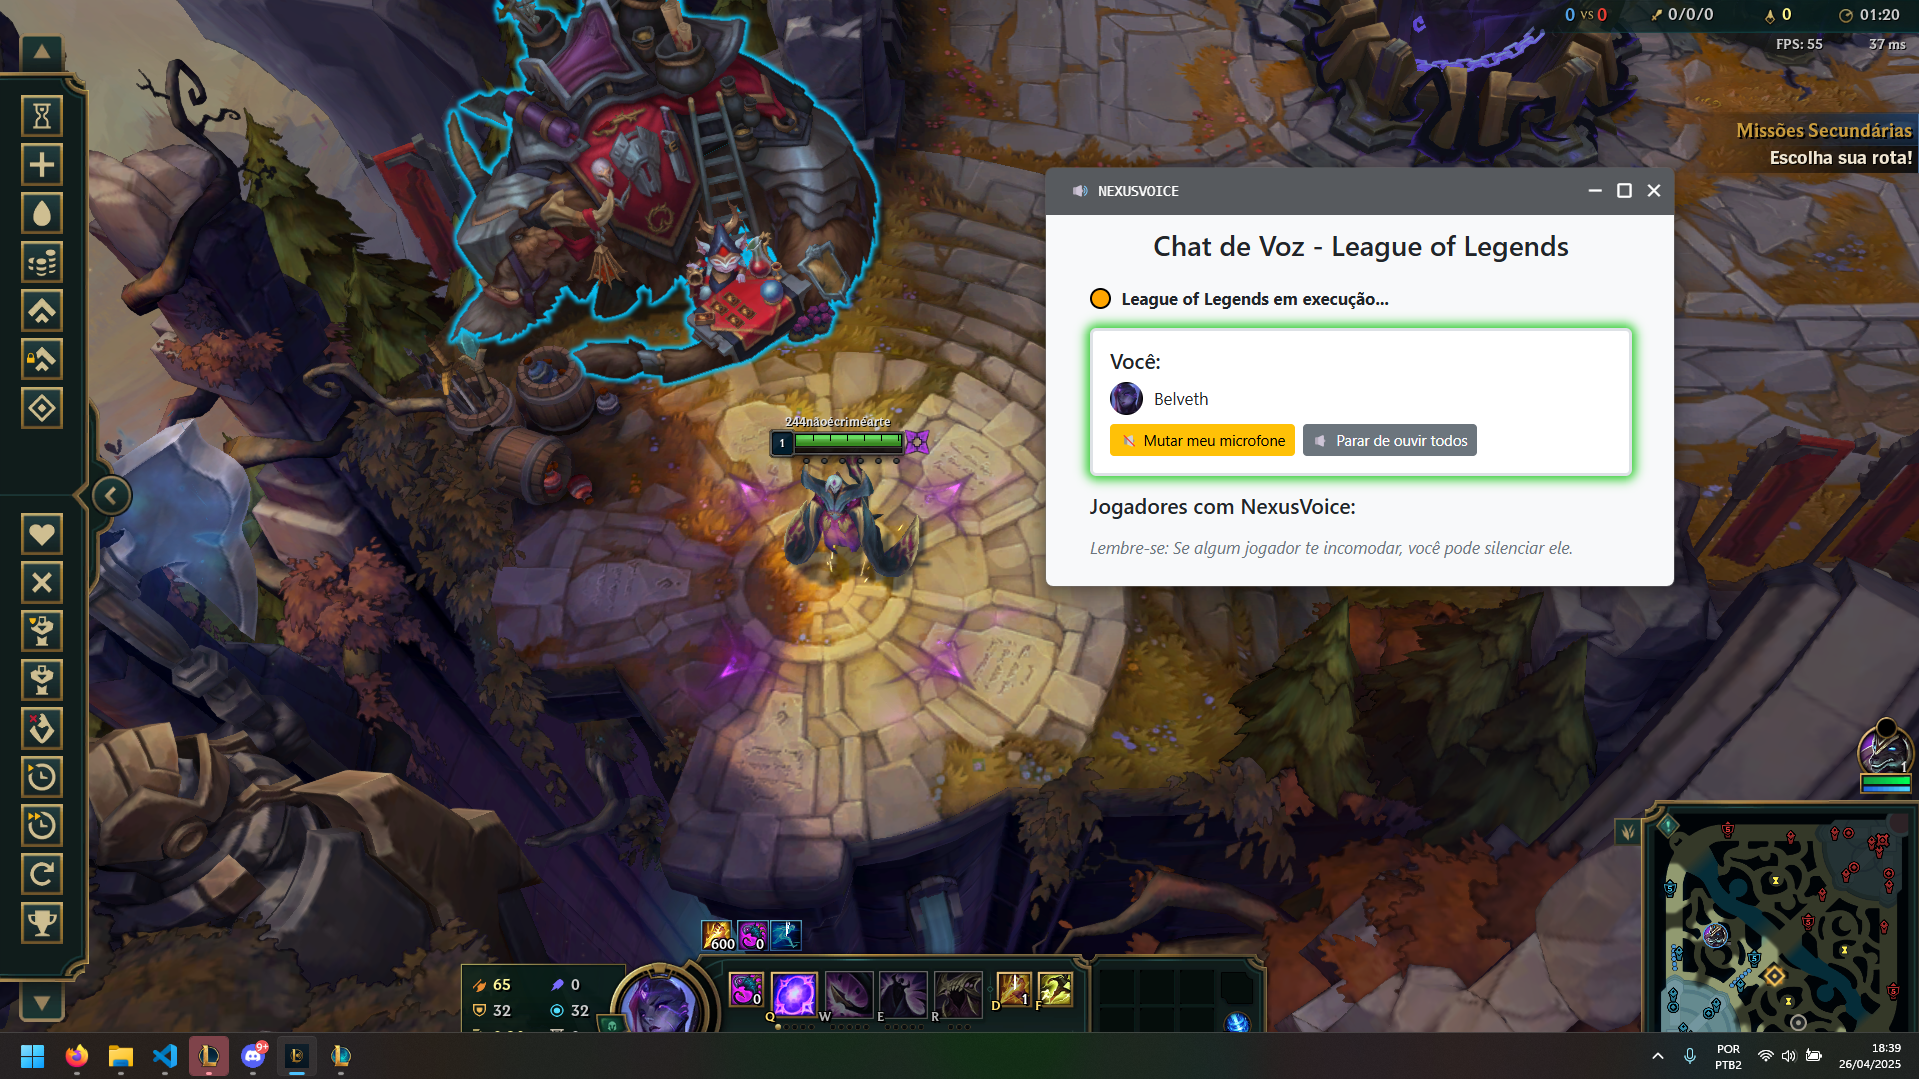 0 vs 0
0/0/0
0
01:20
FPS: 55
37 ms
Missões Secundárias
Escolha sua rota!
NEXUSVOICE
Chat de Voz - League of Legends
League of Legends em execução...
Você:
Belveth
Mutar meu microfone
Parar de ouvir todos
Jogadores com NexusVoice:
Lembre-se: Se algum jogador te incomodar, você pode silenciar ele.
244nãoécriméarte
1
1
600
0
65
0
32
32
0
Q
W
E
R
D
1
F
9+
POR
PTB2
18:39
26/04/2025